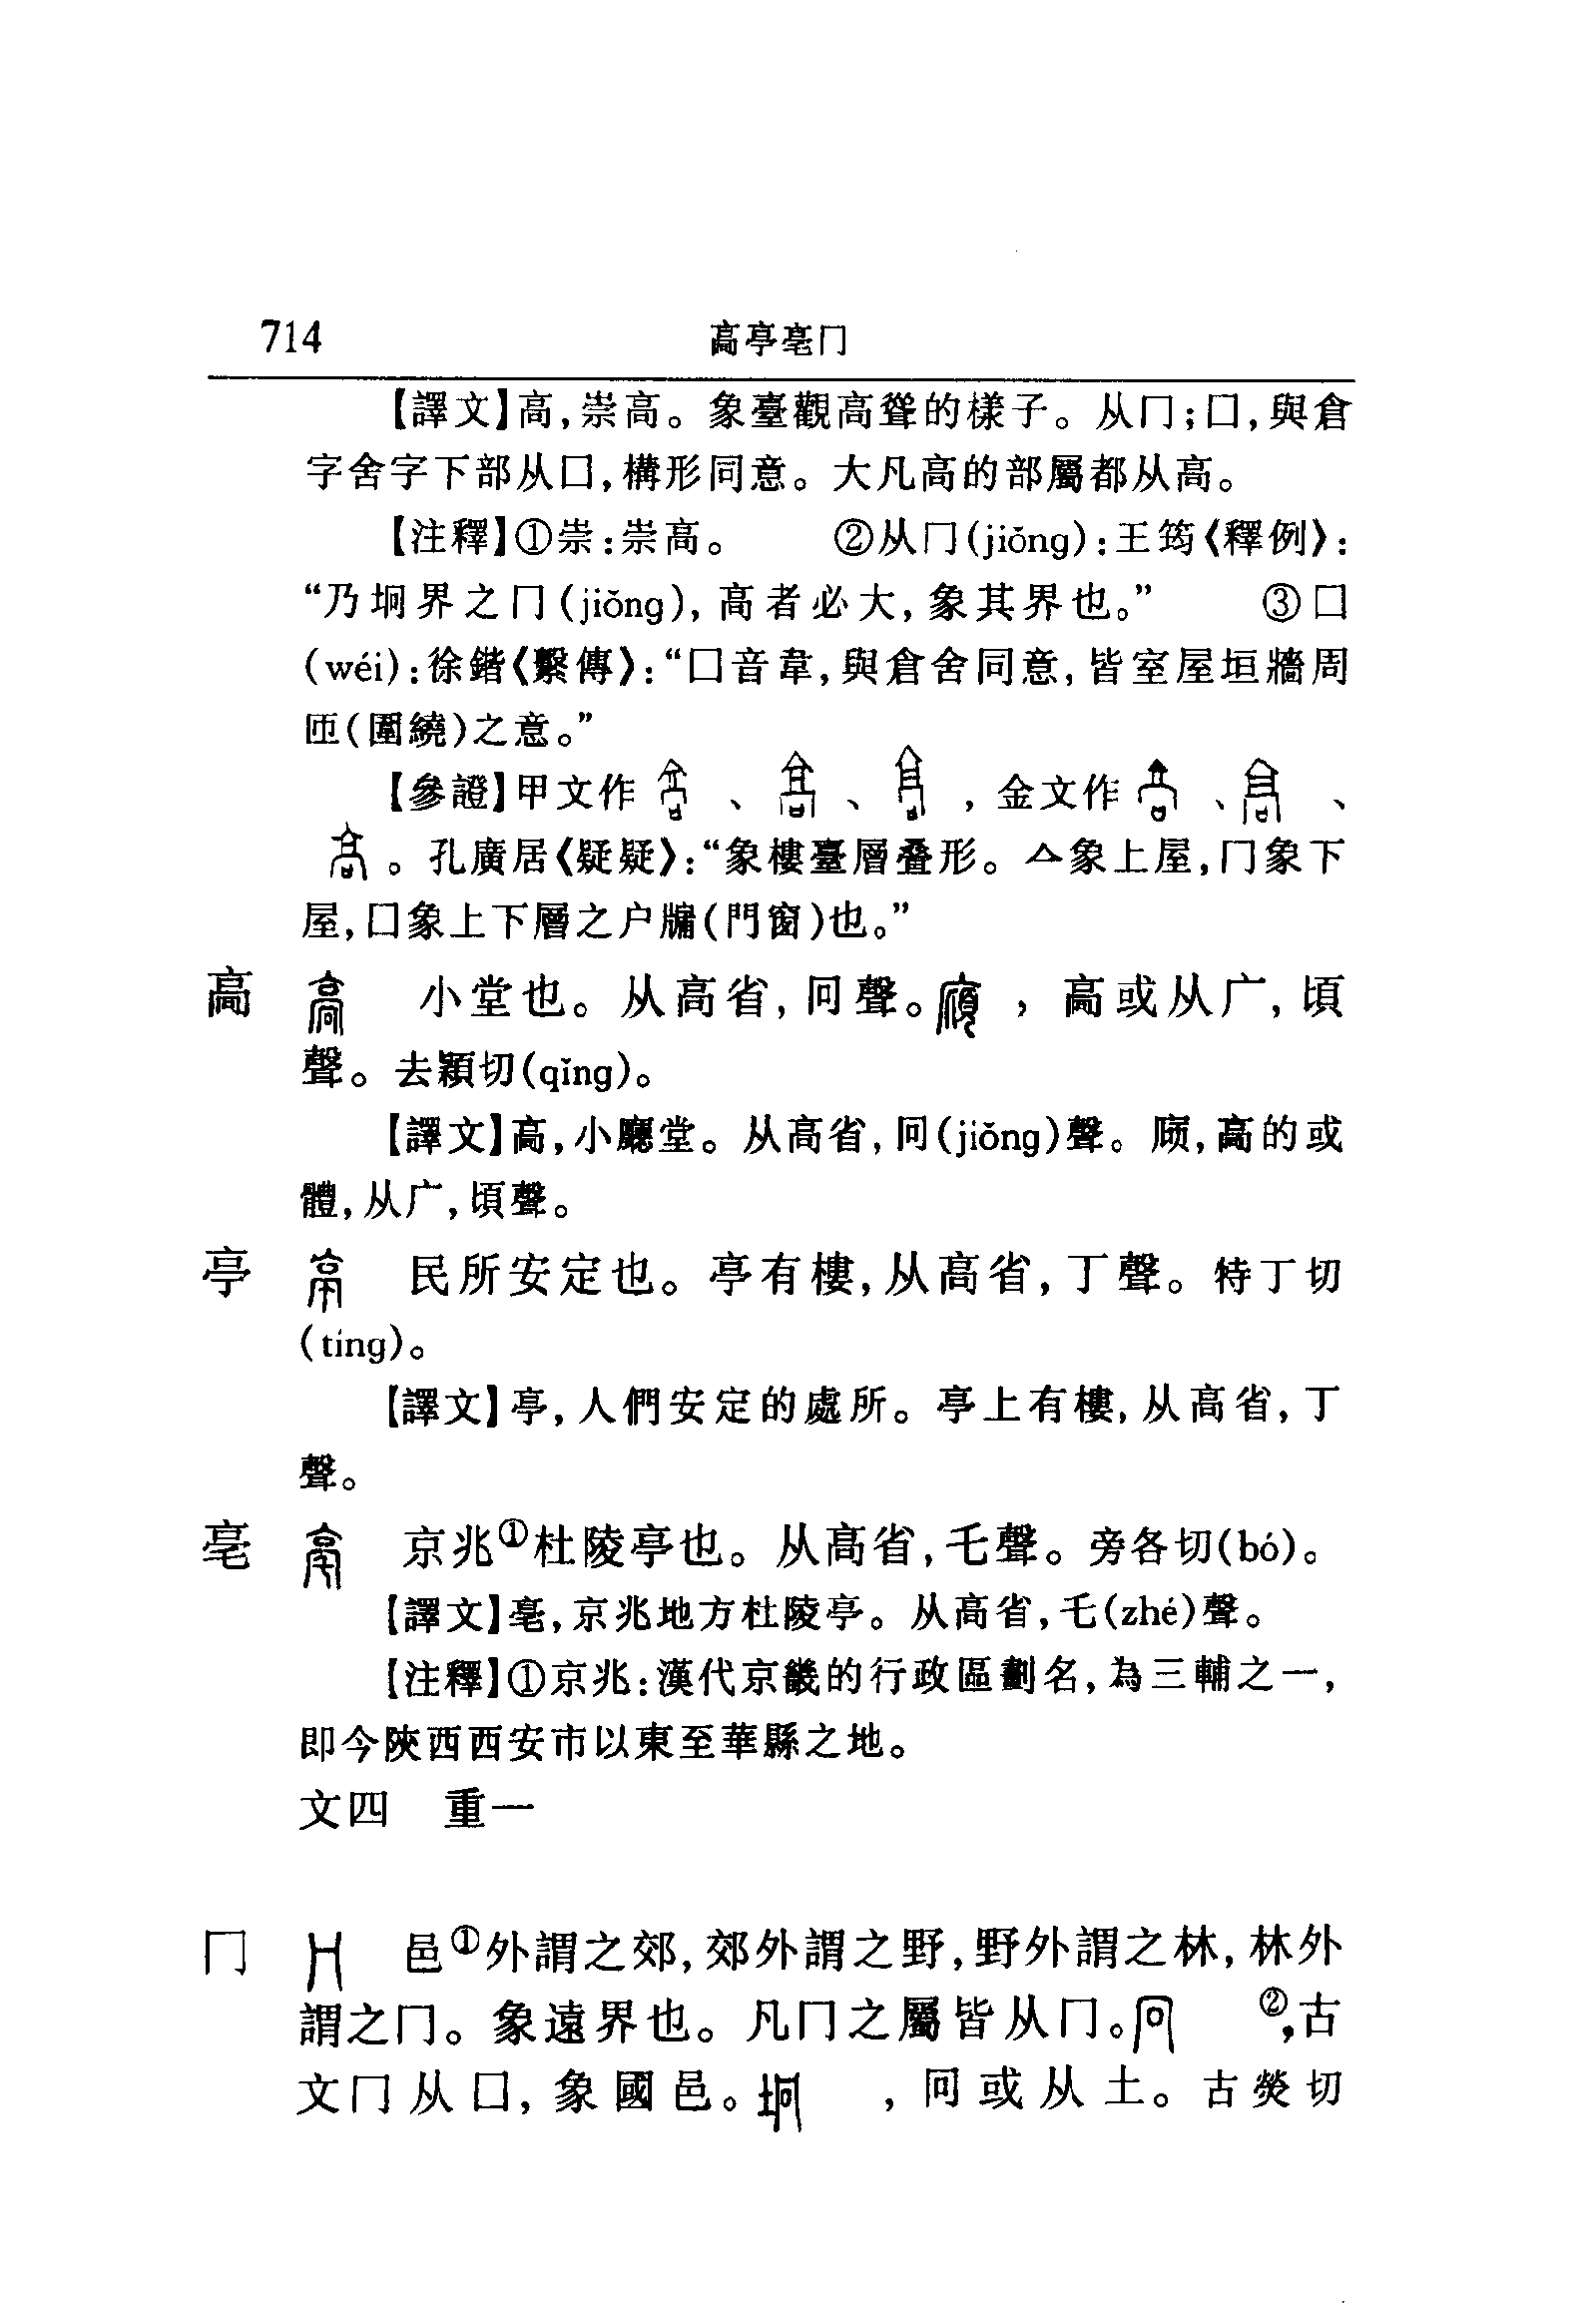 714 高亭亳冂
【譯文】高,崇高。象臺觀高聳的樣子。从冂;囗,與倉
字舍字下部从囗,構形同意。大凡高的部屬都从高。
【注釋】①崇:崇高。 ②从冂(jiōng):王筠《釋例》:
“乃坰界之冂(jiǒng),高者必大,象其界也。” ③囗
(wéi):徐鍇《繫傳》:“囗音韋,與倉舍同意,皆室屋垣牆周
匝(圍繞)之意。”
【參證】甲文作 、 、 ,金文作 、 、
。孔廣居《疑疑》:“象樓臺層叠形。亼象上屋,冂象下
屋,囗象上下層之户牖(門窗)也。”
髙 小堂也。从高省,冋聲。 ,髙或从广,頃
聲。去穎切(qǐng)。
【譯文】髙,小廳堂。从高省,冋(jiǒng)聲。廎,髙的或
體,从广,頃聲。
亭 民所安定也。亭有樓,从高省,丁聲。特丁切
(tíng)。
【譯文】亭,人們安定的處所。亭上有樓,从高省,丁
聲。
亳 京兆①杜陵亭也。从高省,乇聲。旁各切(bó)。
【譯文】亳,京兆地方杜陵亭。从高省,乇(zhé)聲。
【注釋】①京兆:漢代京畿的行政區劃名,為三輔之一,
即今陝西西安市以東至華縣之地。
文四 重一
冂 邑①外謂之郊,郊外謂之野,野外謂之林,林外
謂之冂。象遠界也。凡冂之屬皆从冂。冋②,古
文冂从囗,象國邑。坰,冋或从土。古熒切